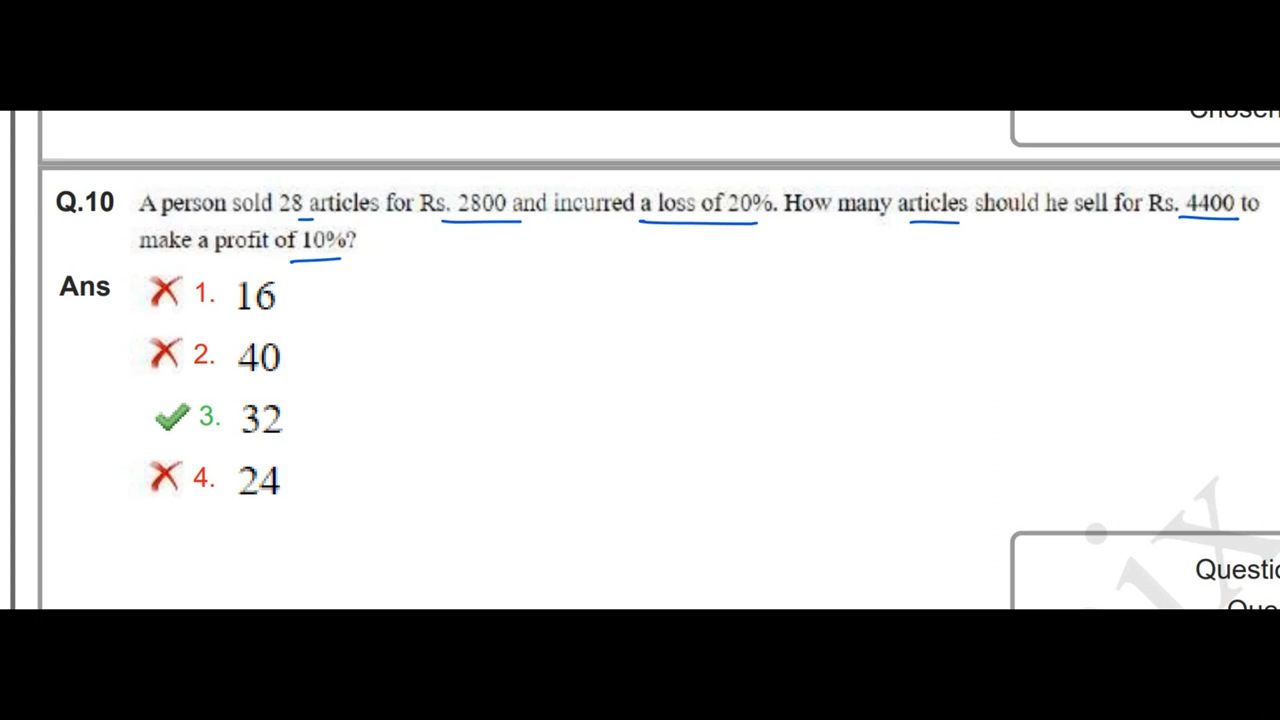 Q.10 A person sold 28 articles for Rs. 2800 and incurred a loss of 20%. How many articles should he sell for Rs. 4400 to
make a profit of 10%?
Ans 1. 16
2. 40
3. 32
4. 24